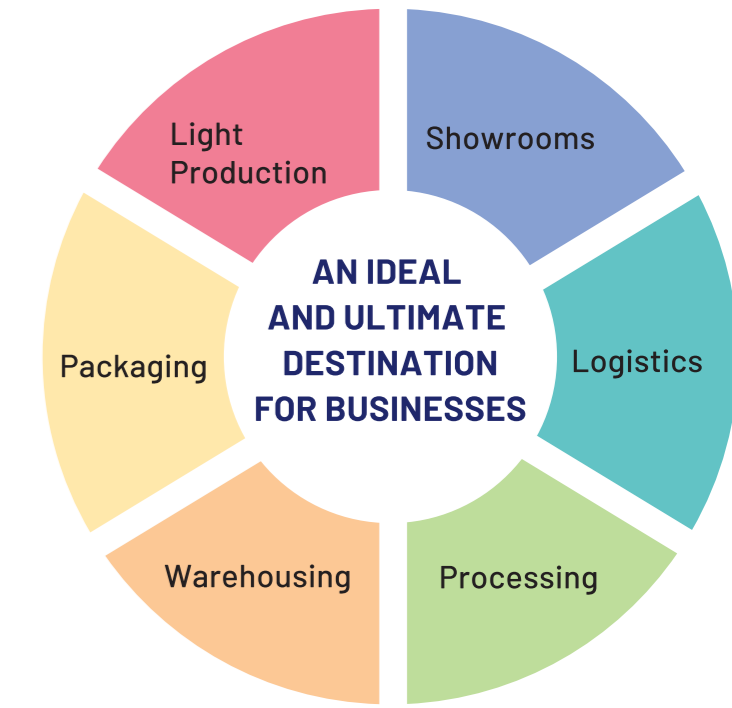 Light
Production
Showrooms
AN IDEAL
AND ULTIMATE
DESTINATION
FOR BUSINESSES
Packaging
Logistics
Warehousing
Processing